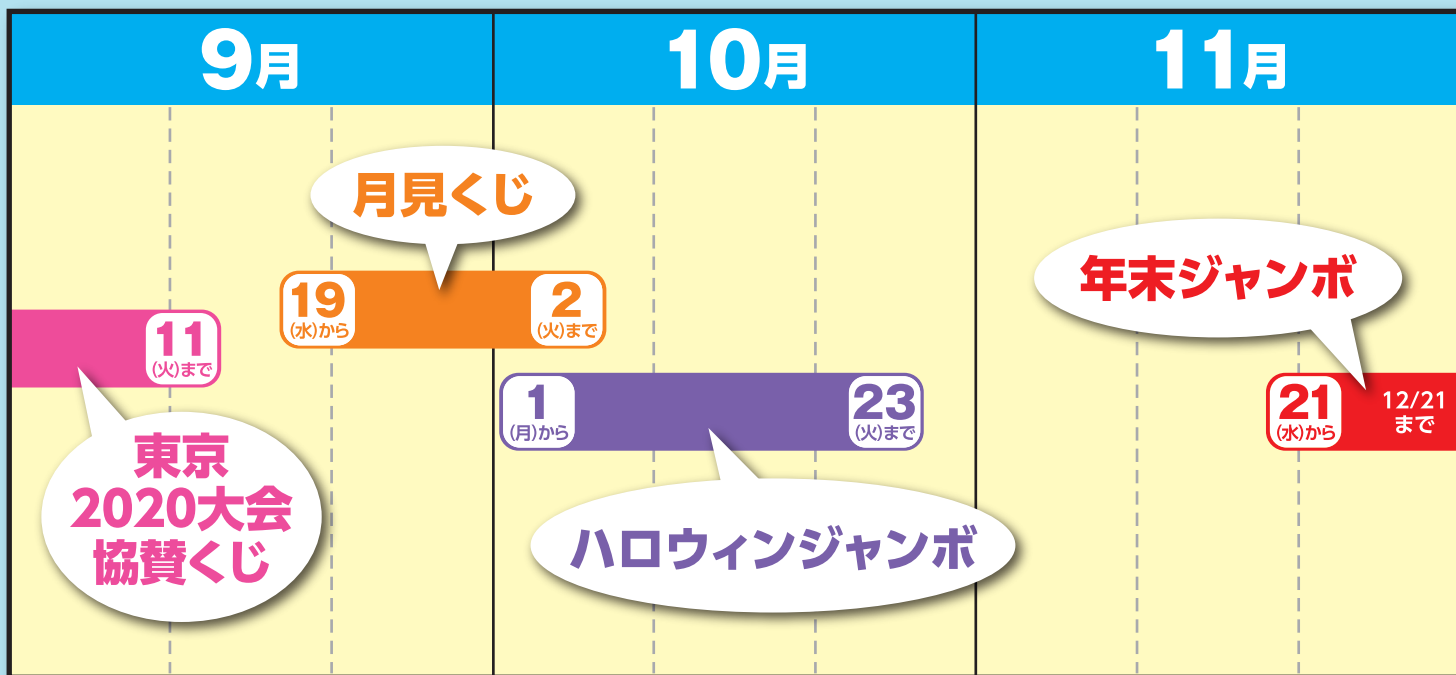 9月
10月
11月
月見くじ
19
(水)から
2
(火)まで
11
(火)まで
東京
2020大会
協賛くじ
1
(月)から
23
(火)まで
ハロウィンジャンボ
年末ジャンボ
21
(水)から
12/21
まで